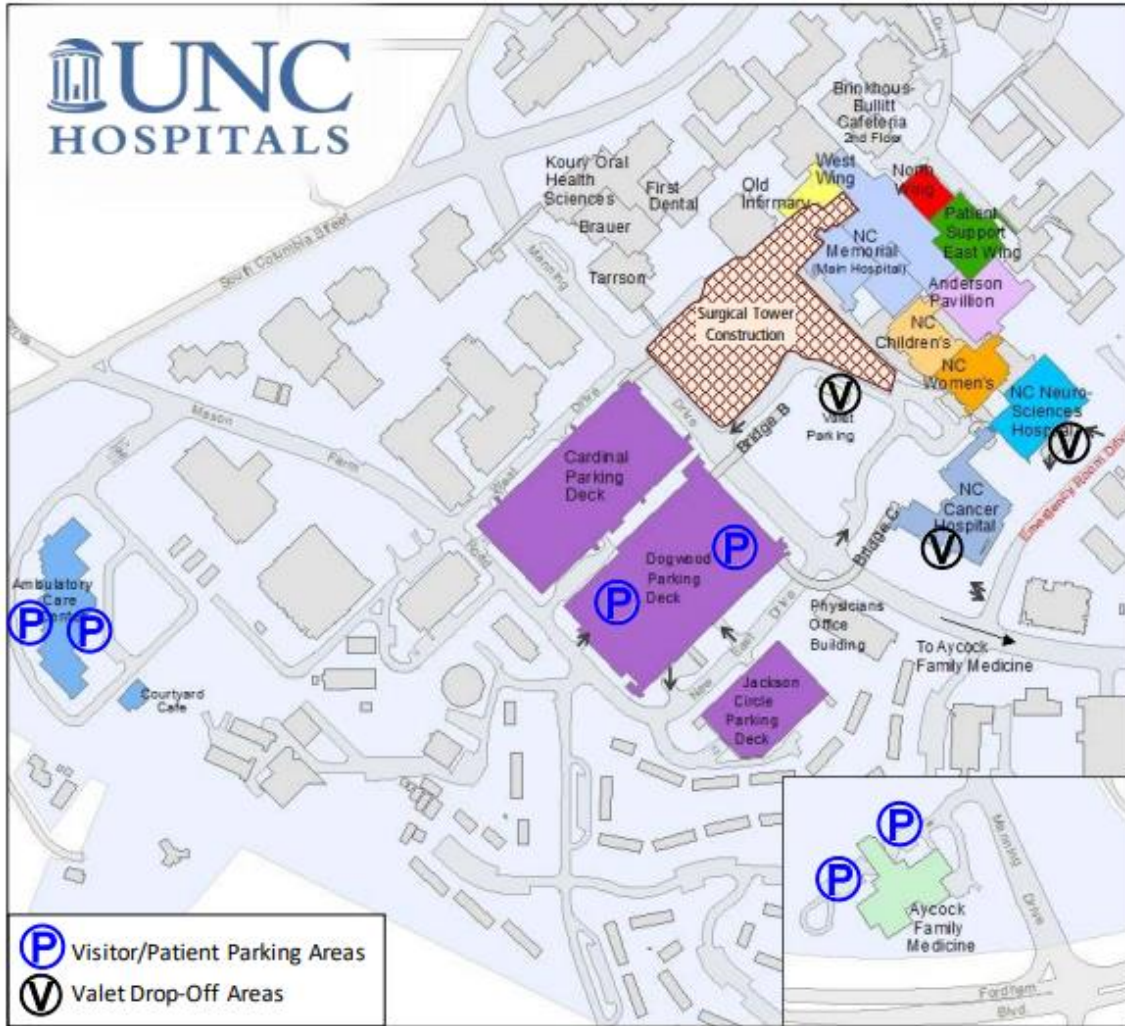 UNC
HOSPITALS
Brinkhous-
Bullitt
Cafeteria
2nd Floor
Koury Oral
Health
Sciences
First
Dental
Brauer
Tarrson
Old
Infirmary
West
Wing
North
Wing
Patient
Support
East Wing
NC
Memorial
(Main Hospital)
Anderson
Pavillion
NC
Children's
NC
Women's
NC Neuro-
Sciences
Hospital
Surgical Tower
Construction
South Columbia Street
Manning
Drive
West
Drive
Mason
Farm
Road
Bridge B
V
Valet
Parking
V
Emergency Room Drive
Cardinal
Parking
Deck
NC
Cancer
Hospital
V
Bridge C
P
P
Dogwood
Parking
Deck
Ambulatory
Care
Center
P
P
Courtyard
Cafe
Physicians
Office
Building
To Aycock
Family Medicine
New
East
Drive
Jackson
Circle
Parking
Deck
P
P
Aycock
Family
Medicine
Manning
Drive
Fordham
Blvd.
P Visitor/Patient Parking Areas
V Valet Drop-Off Areas